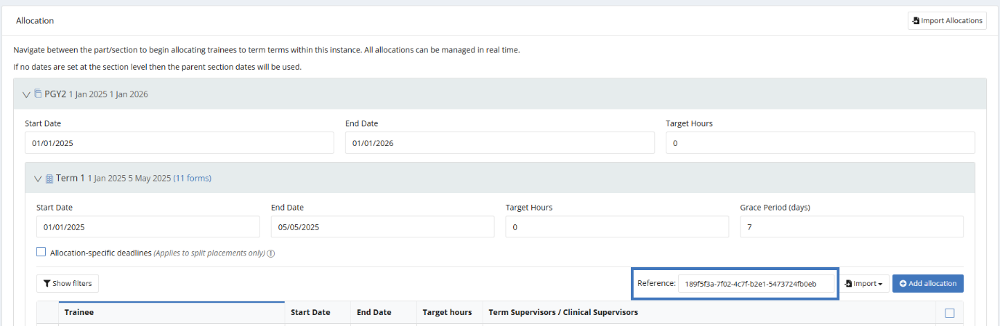 Allocation
Import Allocations
Navigate between the part/section to begin allocating trainees to term terms within this instance. All allocations can be managed in real time.
If no dates are set at the section level then the parent section dates will be used.
PGY2 1 Jan 2025 1 Jan 2026
Start Date End Date Target Hours
01/01/2025 01/01/2026 0
Term 1 1 Jan 2025 5 May 2025 (11 forms)
Start Date End Date Target Hours Grace Period (days)
01/01/2025 05/05/2025 0 7
Allocation-specific deadlines (Applies to split placements only)
Show filters Reference: 189f5f3a-7f02-4c7f-b2e1-5473724fb0eb Import Add allocation
Trainee Start Date End Date Target hours Term Supervisors / Clinical Supervisors